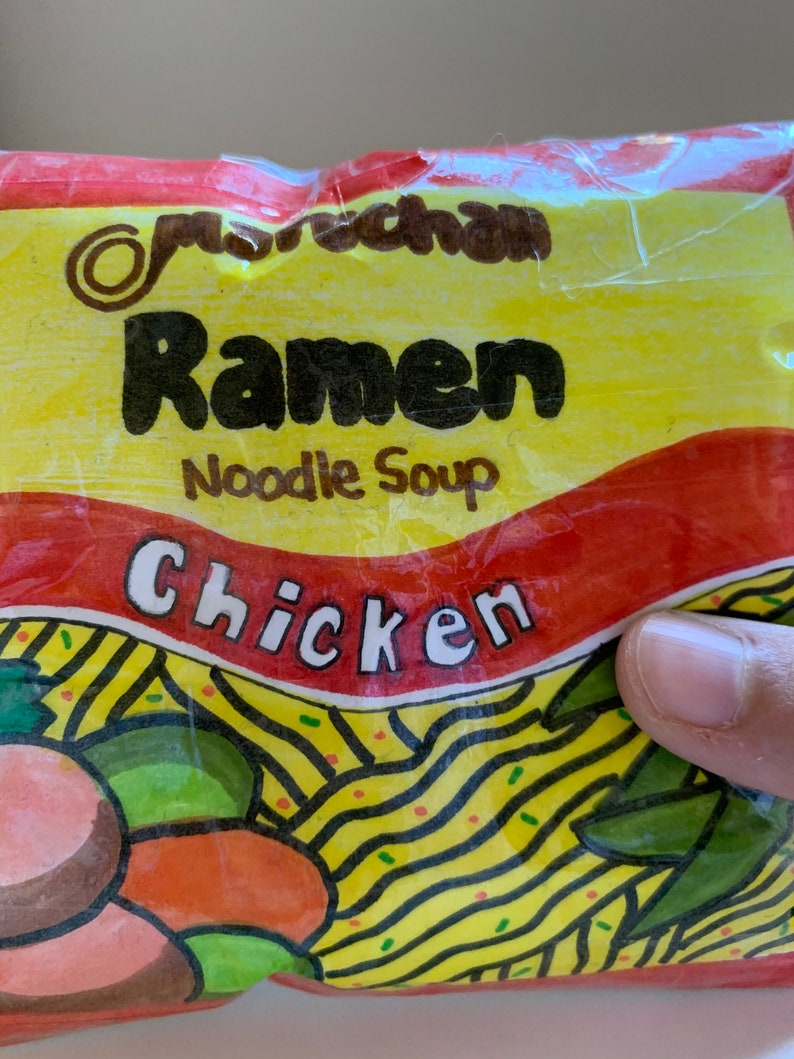 Maruchan
Ramen
Noodle Soup
Chicken